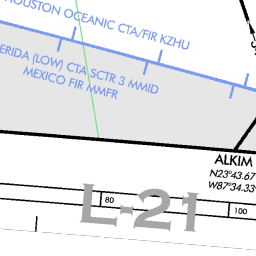 HOUSTON OCEANIC CTA/FIR KZHU
ERIDA (LOW) CTA SCTR 3 MMID
MEXICO FIR MMFR
ALKIM
N23°43.67
W87°34.33
80
100
L-21